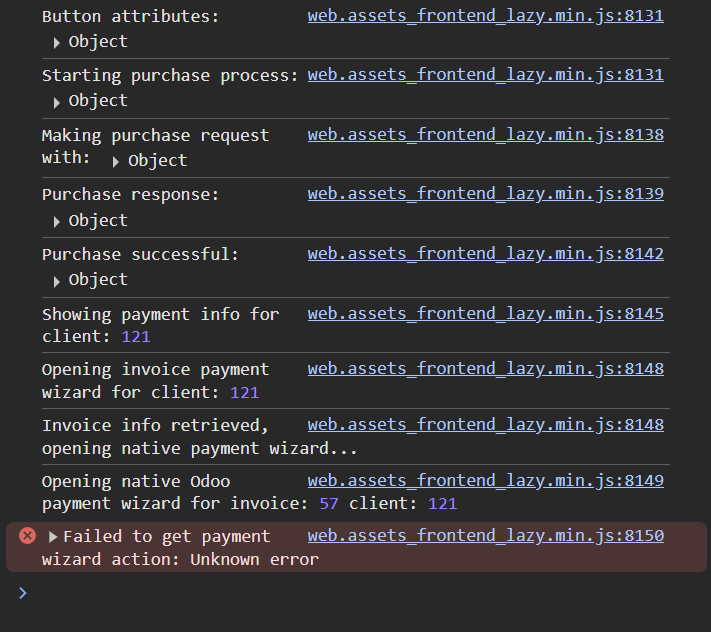 Button attributes: web.assets_frontend_lazy.min.js:8131
Object
Starting purchase process: web.assets_frontend_lazy.min.js:8131
Object
Making purchase request web.assets_frontend_lazy.min.js:8138
with: Object
Purchase response: web.assets_frontend_lazy.min.js:8139
Object
Purchase successful: web.assets_frontend_lazy.min.js:8142
Object
Showing payment info for web.assets_frontend_lazy.min.js:8145
client: 121
Opening invoice payment web.assets_frontend_lazy.min.js:8148
wizard for client: 121
Invoice info retrieved, web.assets_frontend_lazy.min.js:8148
opening native payment wizard...
Opening native Odoo web.assets_frontend_lazy.min.js:8149
payment wizard for invoice: 57 client: 121
Failed to get payment web.assets_frontend_lazy.min.js:8150
wizard action: Unknown error